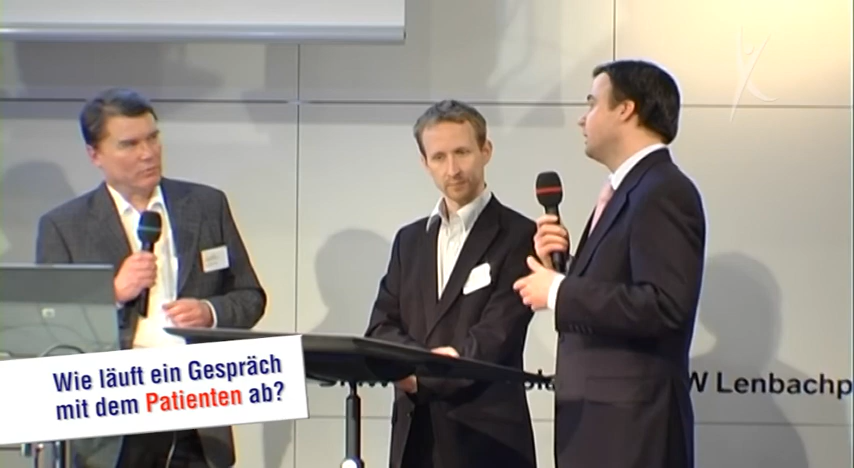 Wie läuft ein Gespräch
mit dem Patienten ab?
W Lenbachp